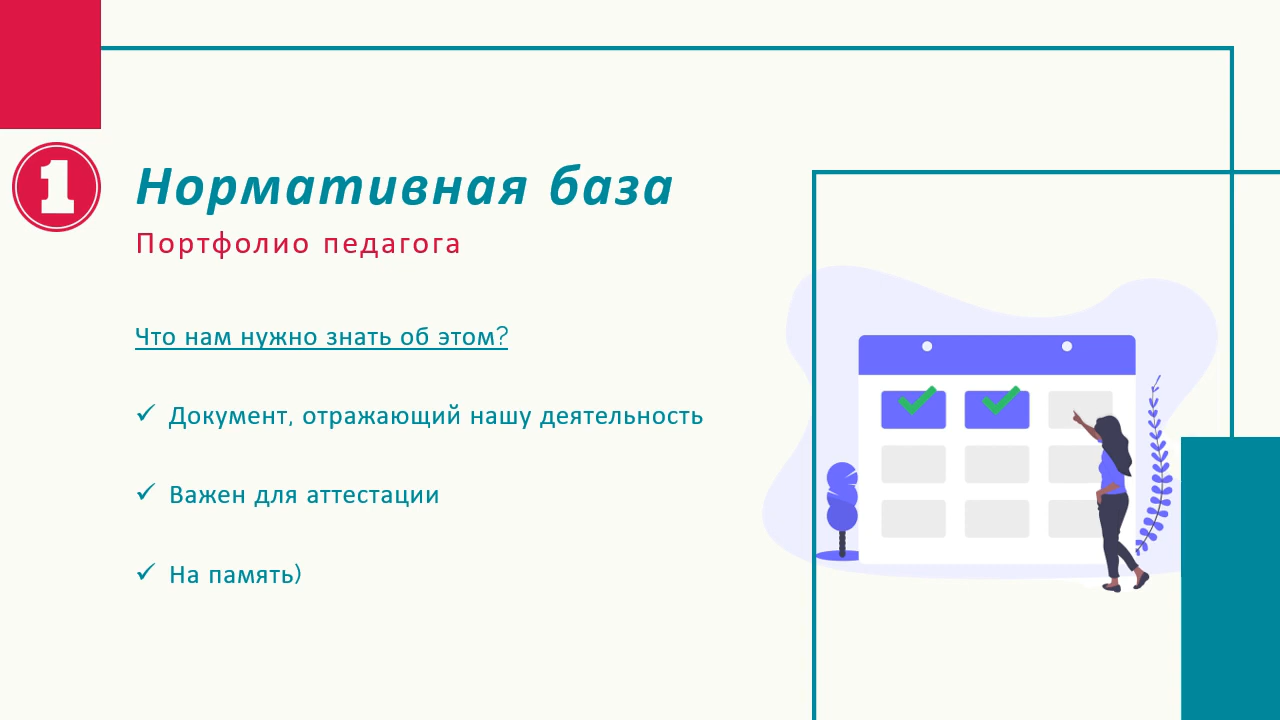 1
Нормативная база
Портфолио педагога
Что нам нужно знать об этом?
✓ Документ, отражающий нашу деятельность
✓ Важен для аттестации
✓ На память)